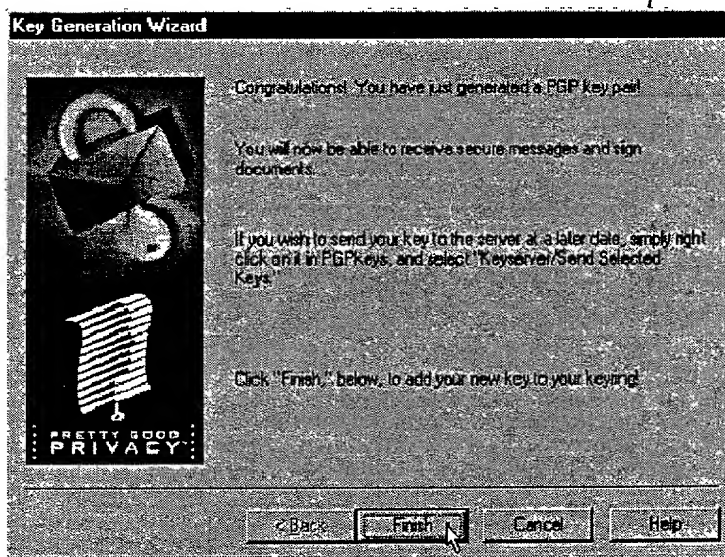 Key Generation Wizard
Congratulations! You have just generated a PGP key pair!
You will now be able to receive secure messages and sign
documents.
If you wish to send your key to the server at a later date, simply right
click on it in PGPkeys, and select "Keyserver/Send Selected
Keys."
Click "Finish," below, to add your new key to your keyring!
PRETTY GOOD
PRIVACY
< Back
Finish
Cancel
Help